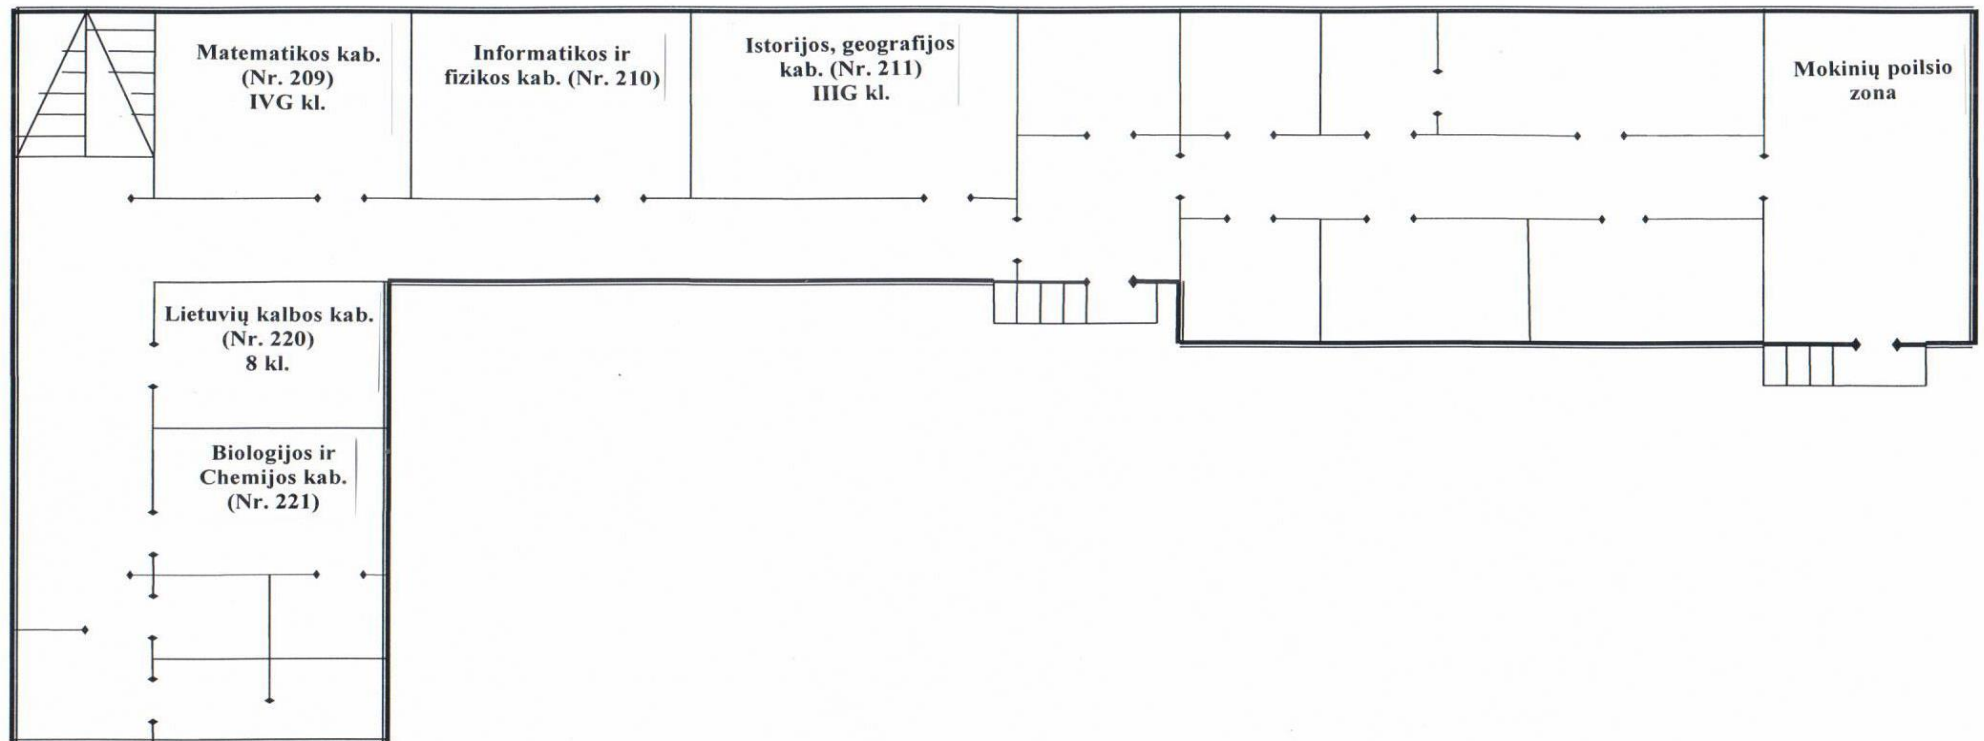 Matematikos kab.
(Nr. 209)
IVG kl.
Informatikos ir
fizikos kab. (Nr. 210)
Istorijos, geografijos
kab. (Nr. 211)
IIIG kl.
Mokinių poilsio
zona
Lietuvių kalbos kab.
(Nr. 220)
8 kl.
Biologijos ir
Chemijos kab.
(Nr. 221)